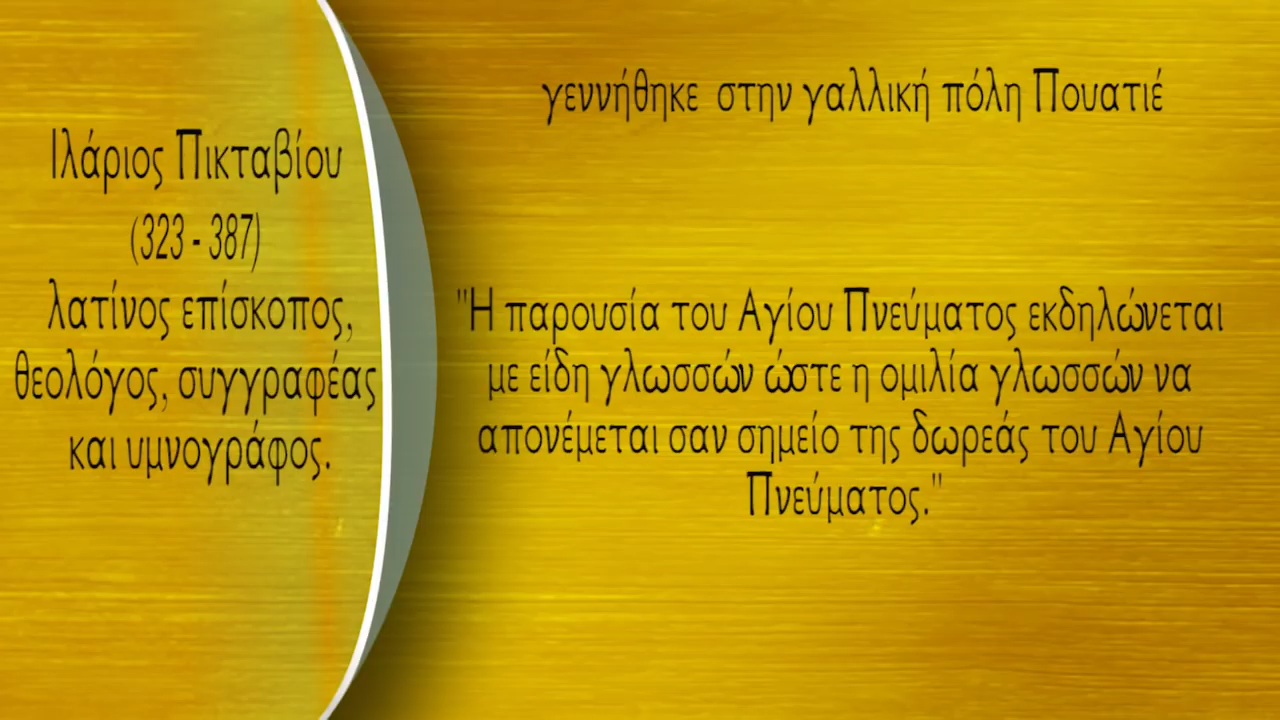 Ιλάριος Πικταβίου
(323 - 387)
λατίνος επίσκοπος,
θεολόγος, συγγραφέας
και υμνογράφος.
γεννήθηκε στην γαλλική πόλη Πουατιέ
"Η παρουσία του Αγίου Πνεύματος εκδηλώνεται
με είδη γλωσσών ώστε η ομιλία γλωσσών να
απονέμεται σαν σημείο της δωρεάς του Αγίου
Πνεύματος."